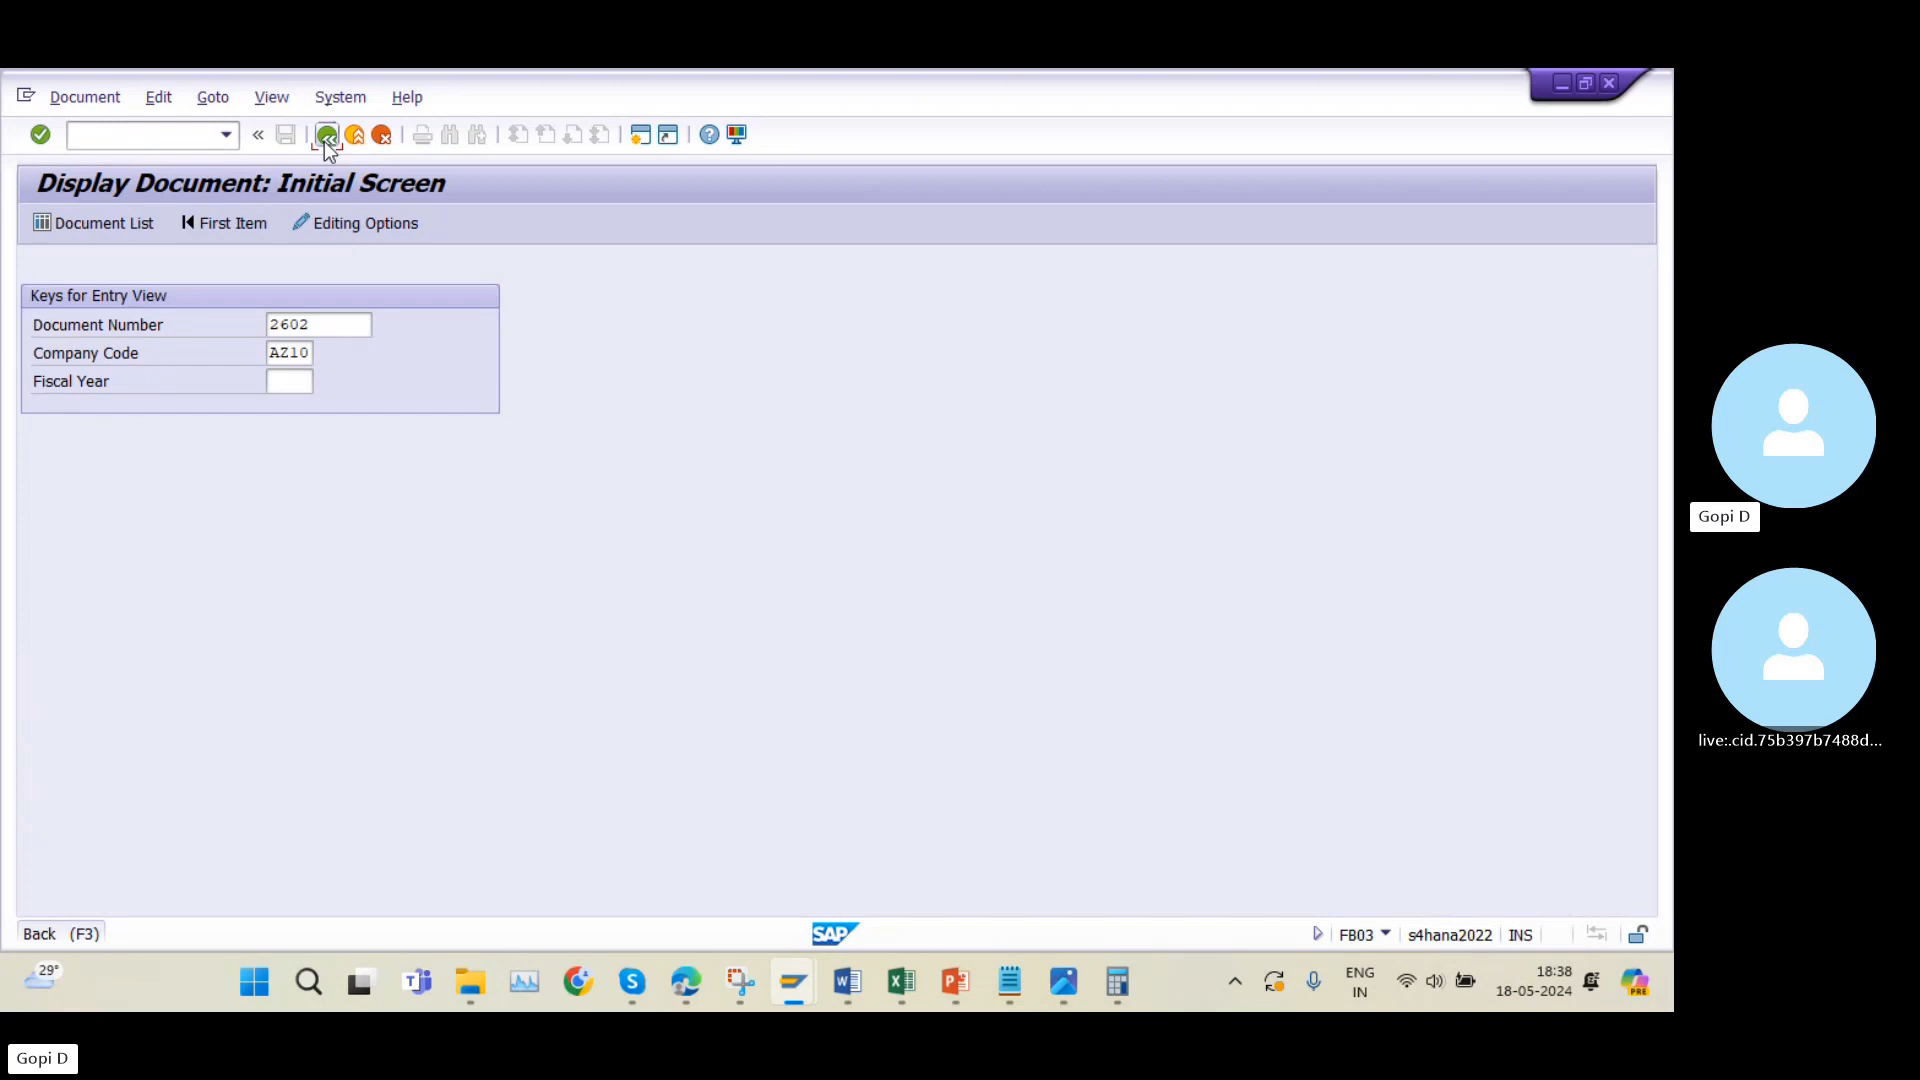 Document Edit Goto View System Help
Display Document: Initial Screen
Document List First Item Editing Options
Keys for Entry View
Document Number 2602
Company Code AZ10
Fiscal Year
Gopi D
live:.cid.75b397b7488d...
Back (F3) SAP FB03 s4hana2022 INS
29°
ENG
IN
18:38
18-05-2024
PRE
Gopi D